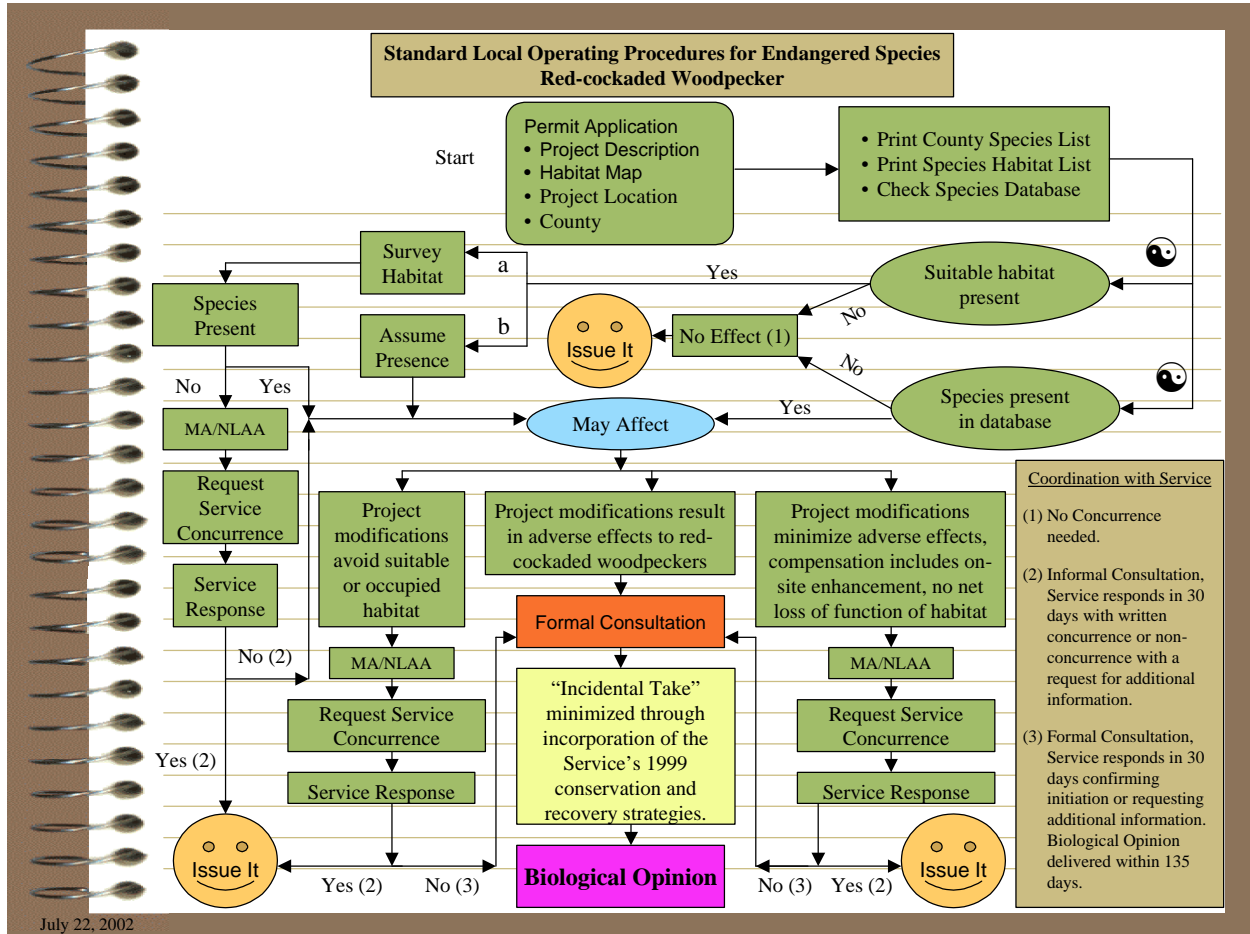 Standard Local Operating Procedures for Endangered Species
Red-cockaded Woodpecker
Start
Permit Application
• Project Description
• Habitat Map
• Project Location
• County
• Print County Species List
• Print Species Habitat List
• Check Species Database
Survey
Habitat
a
Yes
Suitable habitat
present
Species
Present
Assume
Presence
b
Issue It
No Effect (1)
No
No
No
Yes
MA/NLAA
May Affect
Yes
Species present
in database
Request
Service
Concurrence
Service
Response
No (2)
Yes (2)
Issue It
Project
modifications
avoid suitable
or occupied
habitat
MA/NLAA
Request Service
Concurrence
Service Response
Yes (2)
No (3)
Project modifications result
in adverse effects to red-
cockaded woodpeckers
Formal Consultation
“Incidental Take”
minimized through
incorporation of the
Service’s 1999
conservation and
recovery strategies.
Biological Opinion
Project modifications
minimize adverse effects,
compensation includes on-
site enhancement, no net
loss of function of habitat
MA/NLAA
Request Service
Concurrence
Service Response
No (3)
Yes (2)
Issue It
Coordination with Service
(1) No Concurrence
needed.
(2) Informal Consultation,
Service responds in 30
days with written
concurrence or non-
concurrence with a
request for additional
information.
(3) Formal Consultation,
Service responds in 30
days confirming
initiation or requesting
additional information.
Biological Opinion
delivered within 135
days.
July 22, 2002